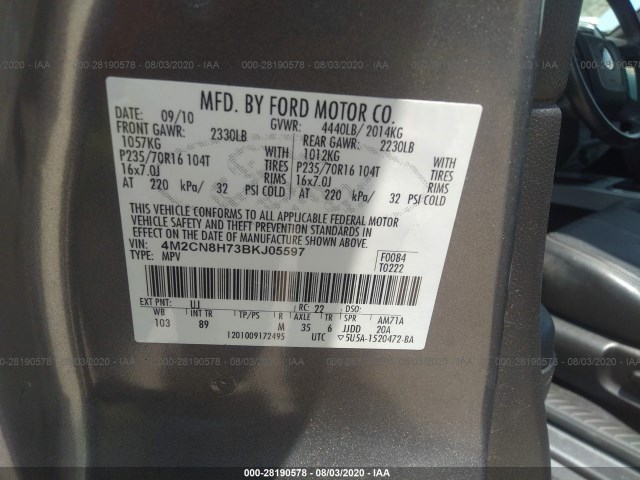 000-28190578 - 08/03/2020 - IAA
000-28190578 - 08/03/2020 - IAA
000-28190578 - 08/03/2020 - IAA
MFD. BY FORD MOTOR CO.
DATE: 09/10 GVWR: 4440LB/ 2014KG
FRONT GAWR: 2330LB REAR GAWR: 2230LB
1057KG WITH 1012KG WITH
P235/70R16 104T TIRES P235/70R16 104T TIRES
16x7.0J RIMS 16x7.0J RIMS
AT 220 kPa/ 32 PSI COLD AT 220 kPa/ 32 PSI COLD
THIS VEHICLE CONFORMS TO ALL APPLICABLE FEDERAL MOTOR
VEHICLE SAFETY AND THEFT PREVENTION STANDARDS IN
EFFECT ON THE DATE OF MANUFACTURE SHOWN ABOVE.
VIN: 4M2CN8H73BKJ05597 F0084
TYPE: MPV T0222
EXT PNT: UJ RC: 22 DSO:
WB INT TR TP/PS R AXLE TR SPR AM71A
103 89 M 35 6 JJDD 20A
1201009172495 UTC ▽5U5A-1520472-BA
000-28190578 - 08/03/2020 - IAA